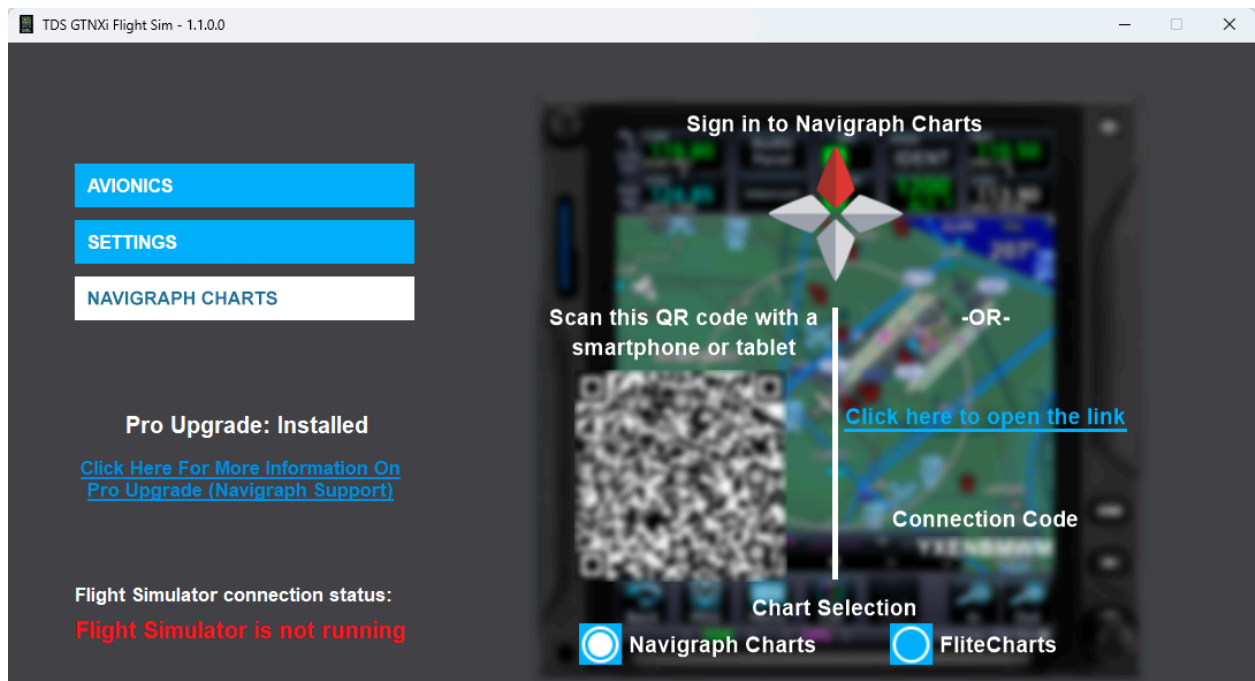 TDS GTNXi Flight Sim - 1.1.0.0
AVIONICS
SETTINGS
NAVIGRAPH CHARTS
Pro Upgrade: Installed
Click Here For More Information On
Pro Upgrade (Navigraph Support)
Flight Simulator connection status:
Flight Simulator is not running
Sign in to Navigraph Charts
Scan this QR code with a
smartphone or tablet
-OR-
Click here to open the link
Connection Code
Chart Selection
Navigraph Charts
FliteCharts